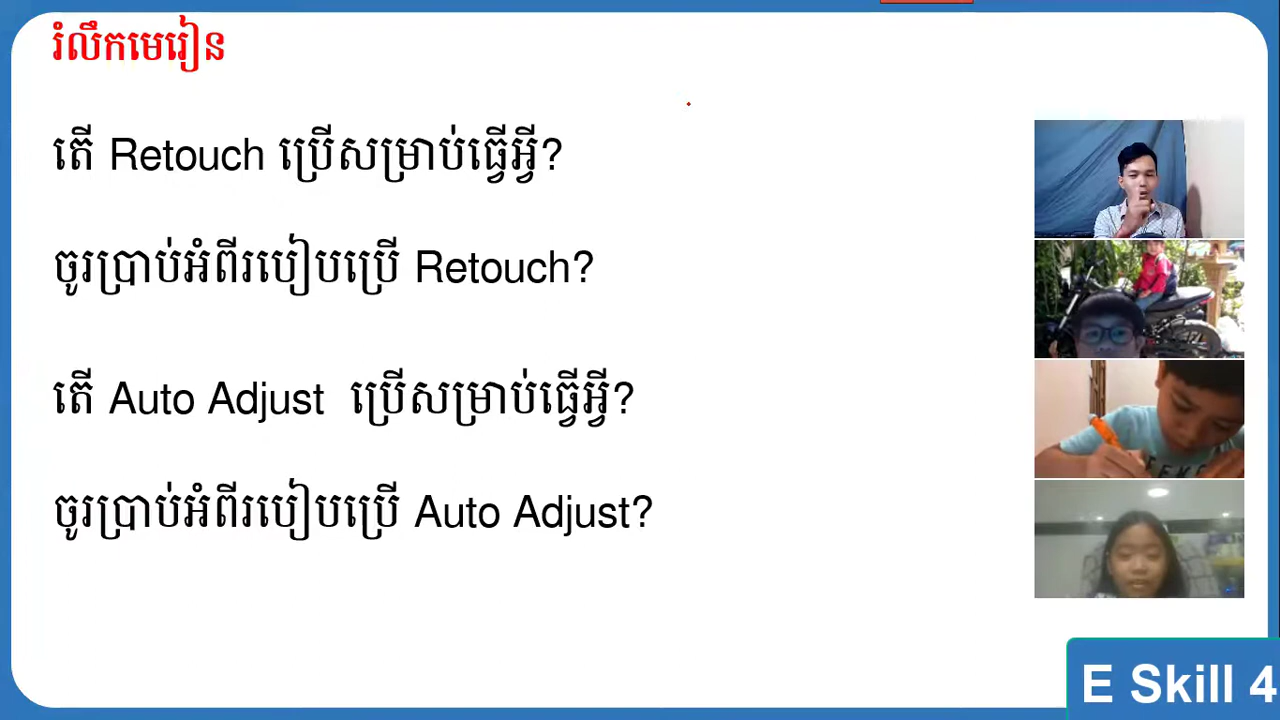 រំលឹកមេរៀន
តើ Retouch ប្រើសម្រាប់ធ្វើអ្វី?
ចូរប្រាប់អំពីរបៀបប្រើ Retouch?
តើ Auto Adjust ប្រើសម្រាប់ធ្វើអ្វី?
ចូរប្រាប់អំពីរបៀបប្រើ Auto Adjust?
E Skill 4